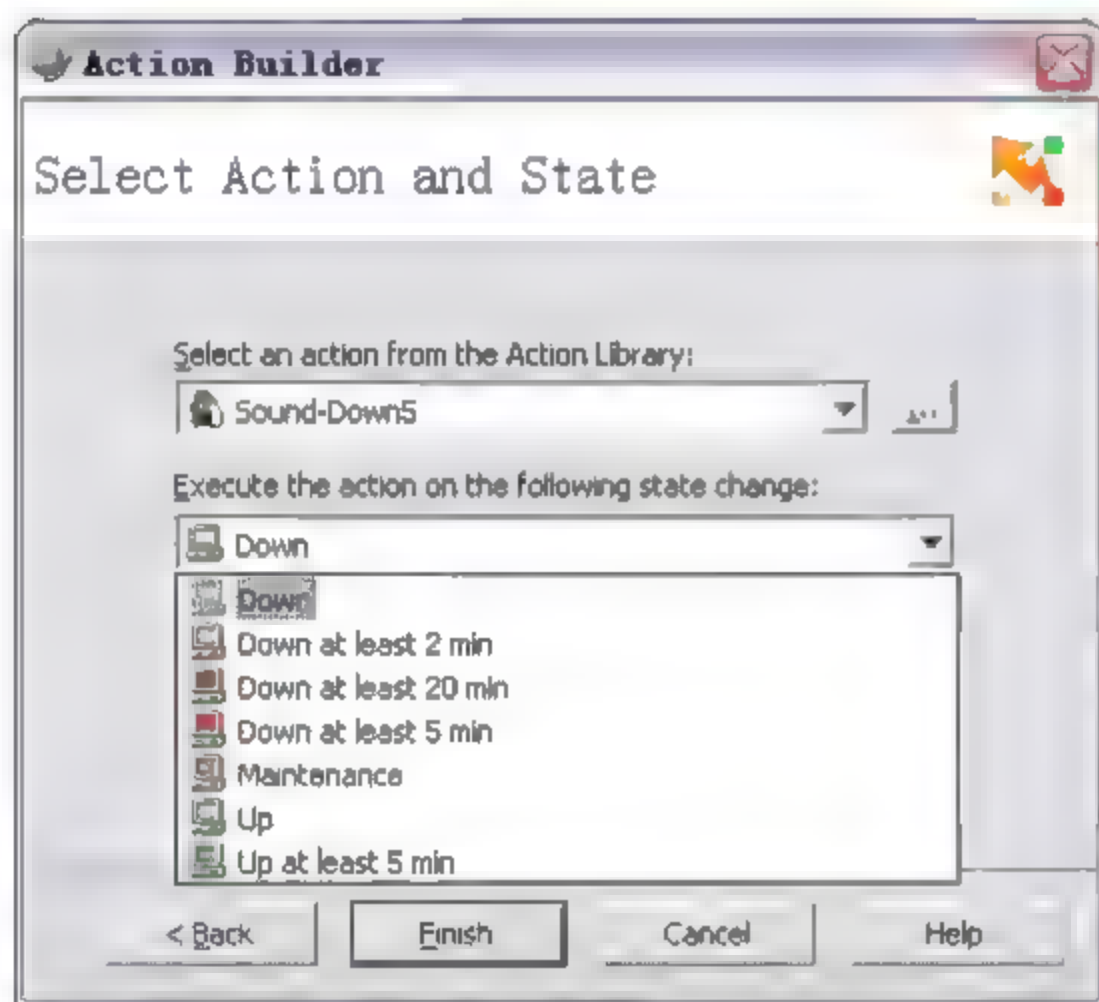 Action Builder
Select Action and State
Select an action from the Action Library:
Sound-Down5
...
Execute the action on the following state change:
Down
Down
Down at least 2 min
Down at least 20 min
Down at least 5 min
Maintenance
Up
Up at least 5 min
< Back
Finish
Cancel
Help